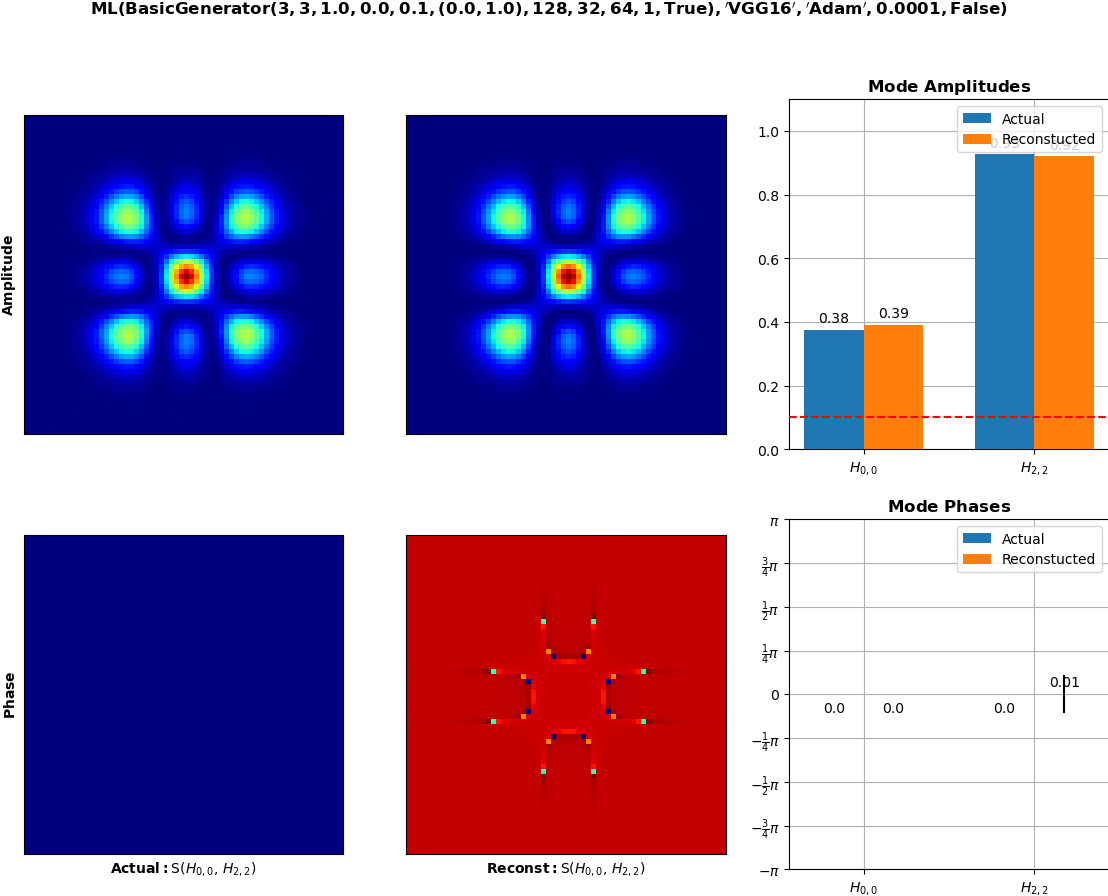 ML(BasicGenerator(3, 3, 1.0, 0.0, 0.1, (0.0, 1.0), 128, 32, 64, 1, True), ′VGG16′, ′Adam′, 0.0001, False)
Amplitude
Mode Amplitudes
Actual
Reconstucted
1.0
0.8
0.6
0.4
0.2
0.0
0.38
0.39
0.93
0.92
H0, 0
H2, 2
Phase
Actual: S(H0, 0, H2, 2)
Reconst: S(H0, 0, H2, 2)
Mode Phases
Actual
Reconstucted
π
3/4π
1/2π
1/4π
0
−1/4π
−1/2π
−3/4π
−π
0.0
0.0
0.0
0.01
H0, 0
H2, 2